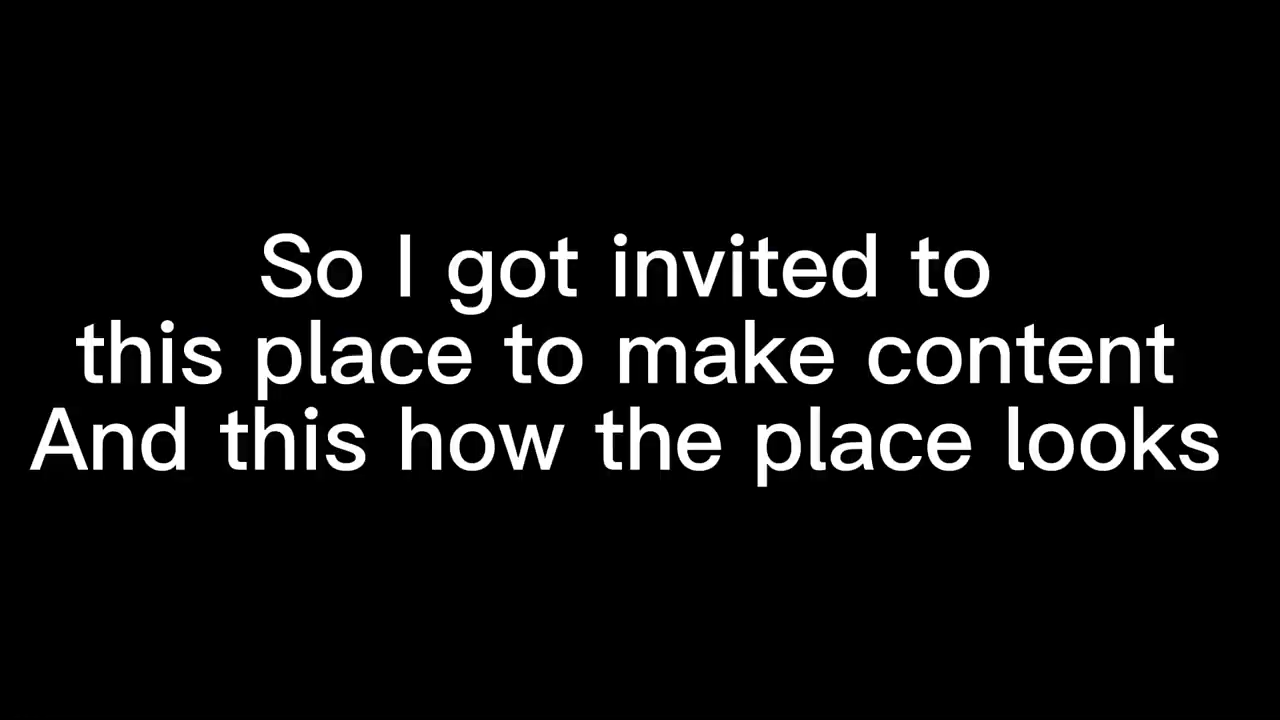 So I got invited to
this place to make content
And this how the place looks